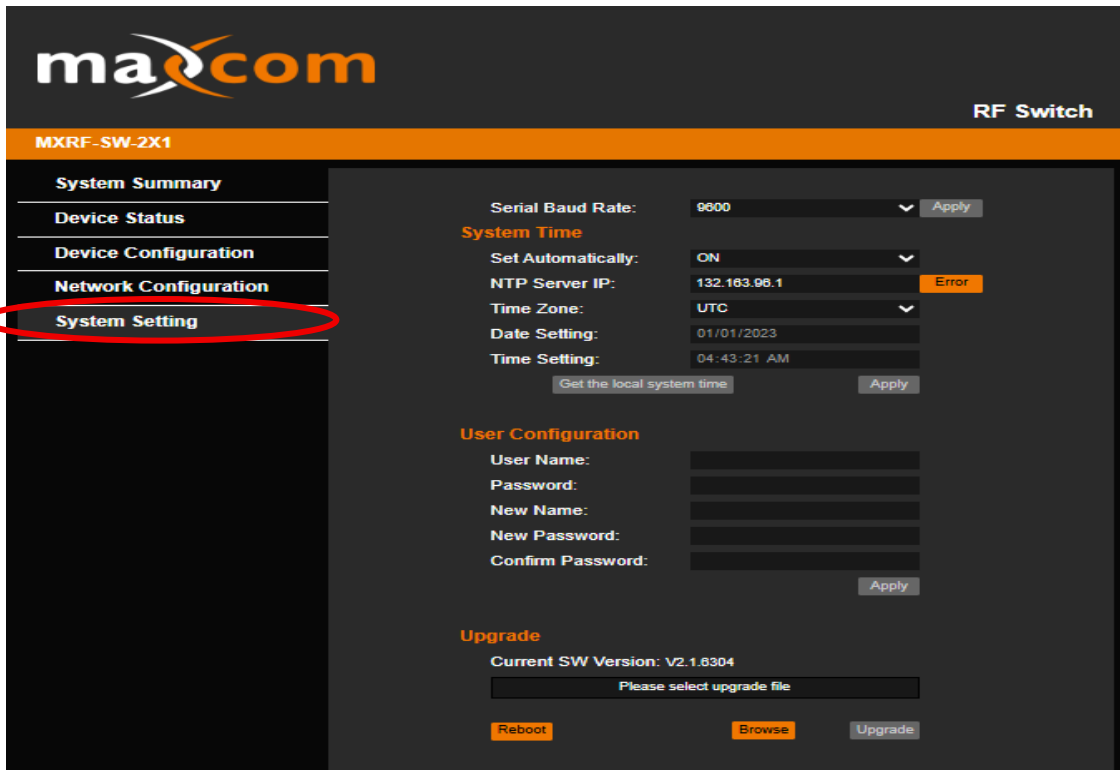 maxcom
RF Switch
MXRF-SW-2X1
System Summary
Device Status
Device Configuration
Network Configuration
System Setting
Serial Baud Rate: 9600 Apply
System Time
Set Automatically: ON
NTP Server IP: 132.163.96.1 Error
Time Zone: UTC
Date Setting: 01/01/2023
Time Setting: 04:43:21 AM
Get the local system time Apply
User Configuration
User Name:
Password:
New Name:
New Password:
Confirm Password:
Apply
Upgrade
Current SW Version: V2.1.6304
Please select upgrade file
Reboot Browse Upgrade